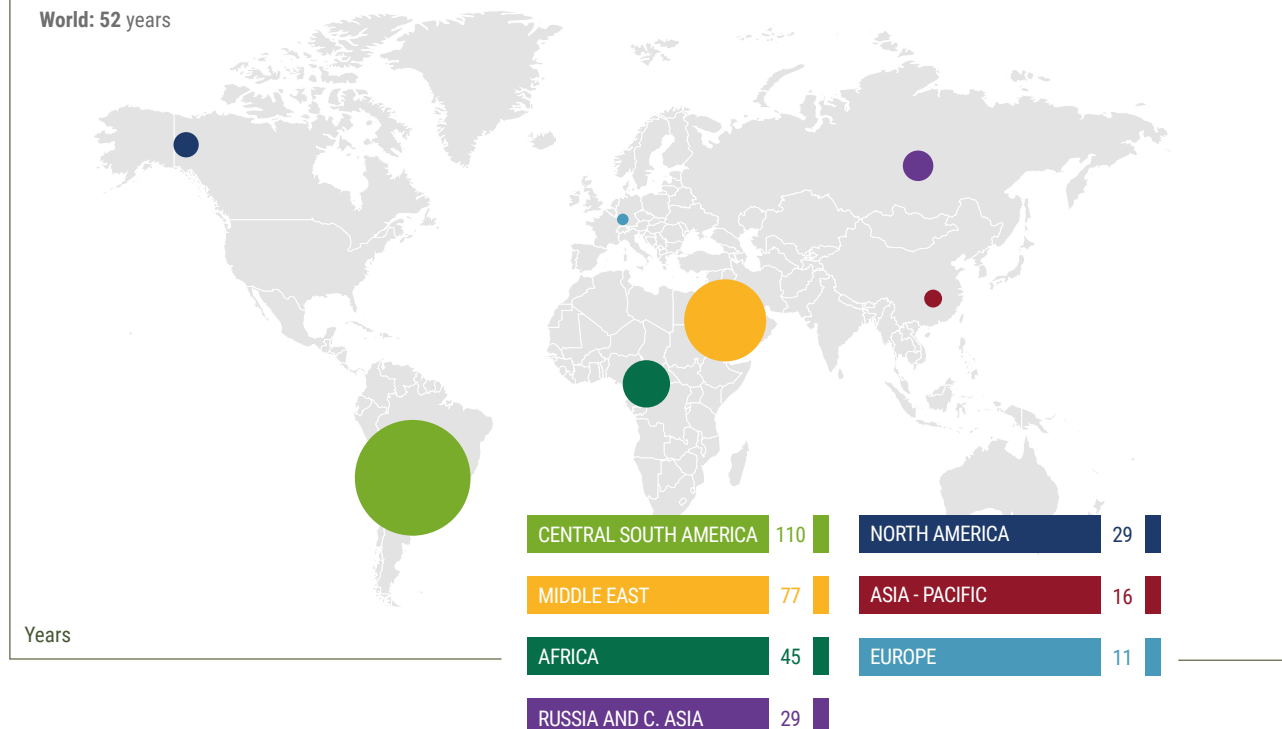 World: 52 years
CENTRAL SOUTH AMERICA 110
NORTH AMERICA 29
MIDDLE EAST 77
ASIA - PACIFIC 16
Years
AFRICA 45
EUROPE 11
RUSSIA AND C. ASIA 29